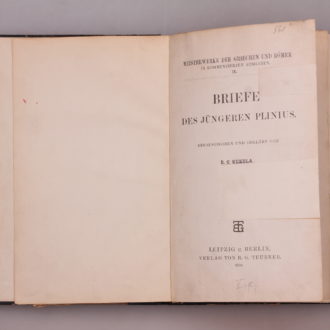 MEISTERWERKE DER GRIECHEN UND RÖMER
IN KOMMENTIERTEN AUSGABEN
IX.
BRIEFE
DES JÜNGEREN PLINIUS.
HERAUSGEGEBEN UND ERKLÄRT VON
R. C. KUKULA.
LEIPZIG u. BERLIN,
VERLAG VON B. G. TEUBNER